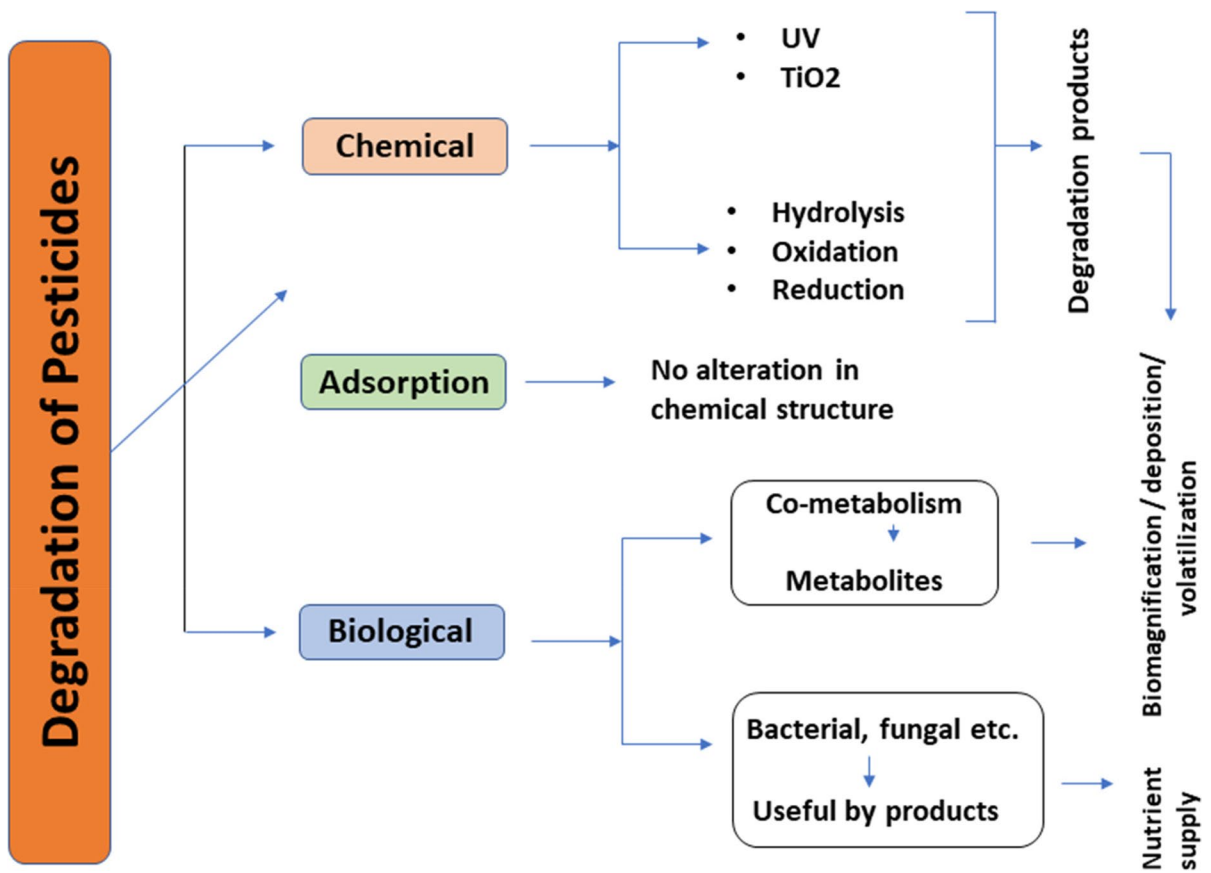 Degradation of Pesticides
Chemical
• UV
• TiO2
• Hydrolysis
• Oxidation
• Reduction
Degradation products
Adsorption
No alteration in
chemical structure
Biological
Co-metabolism
Metabolites
Biomagnification / deposition/
volatilization
Bacterial, fungal etc.
Useful by products
Nutrient
supply